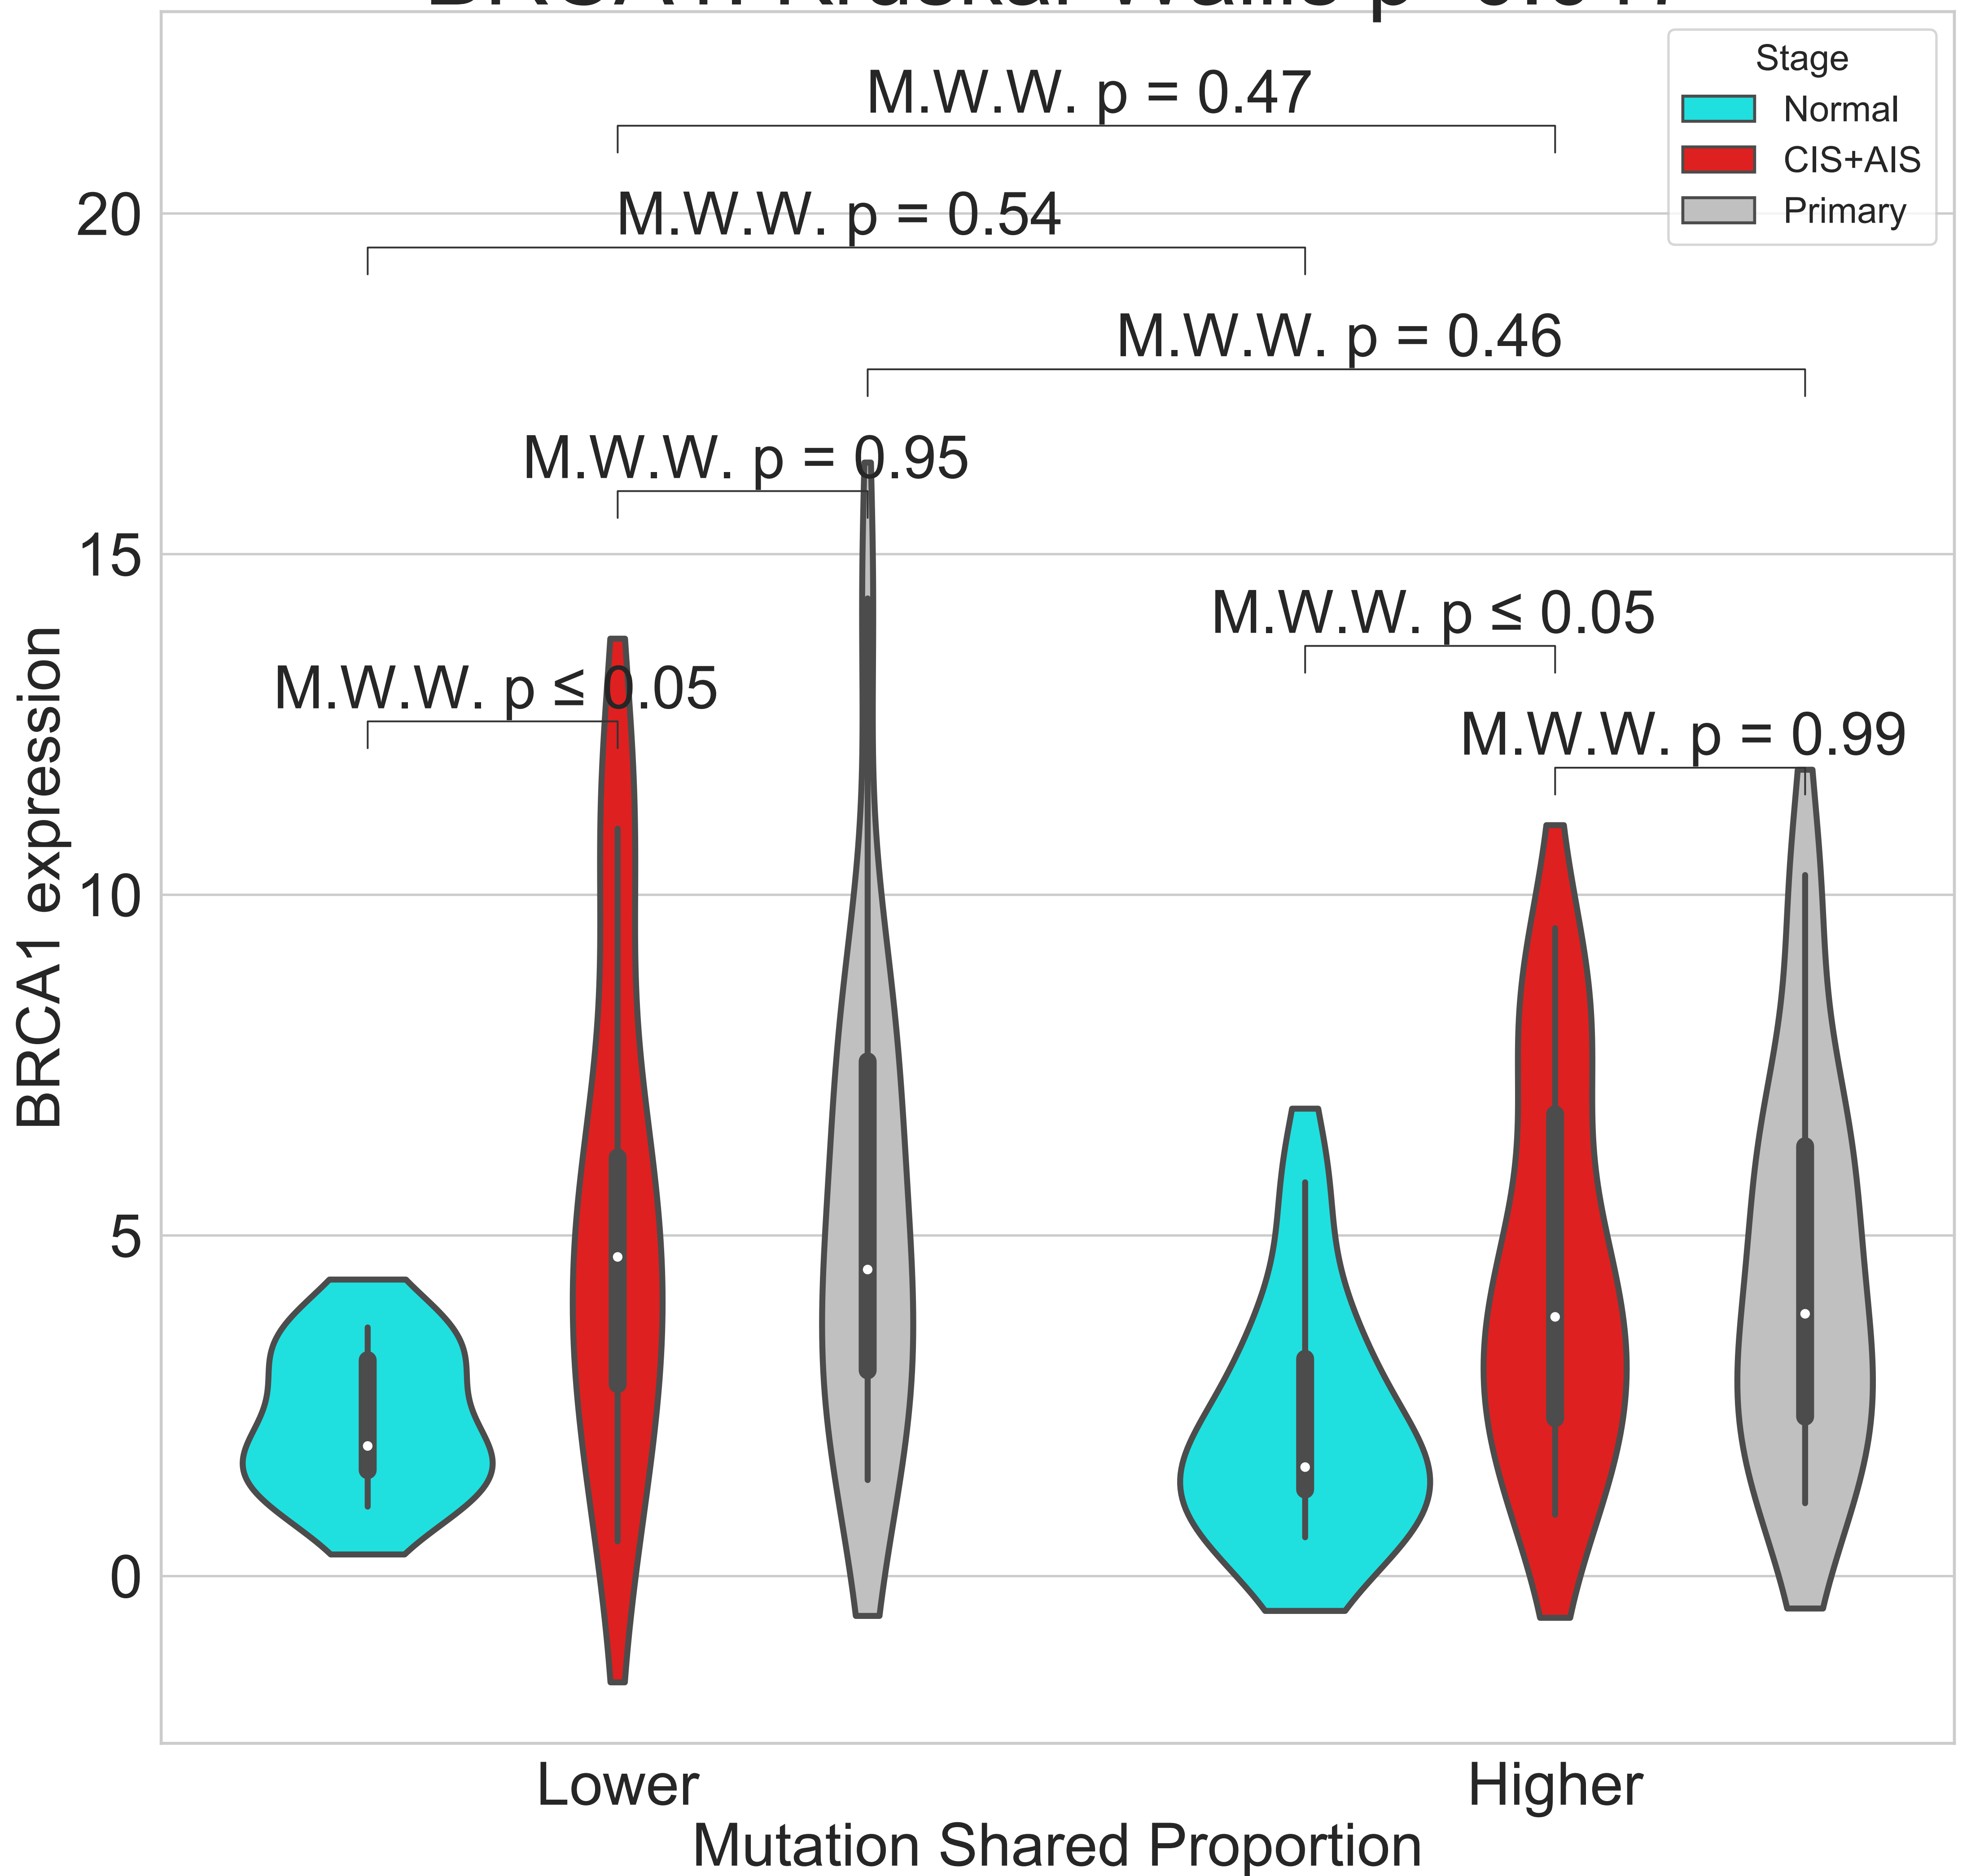 Stage
Normal
CIS+AIS
Primary
M.W.W. p = 0.47
M.W.W. p = 0.54
M.W.W. p = 0.46
M.W.W. p = 0.95
M.W.W. p ≤ 0.05
M.W.W. p ≤ 0.05
M.W.W. p = 0.99
20
15
10
5
0
BRCA1 expression
Lower
Higher
Mutation Shared Proportion